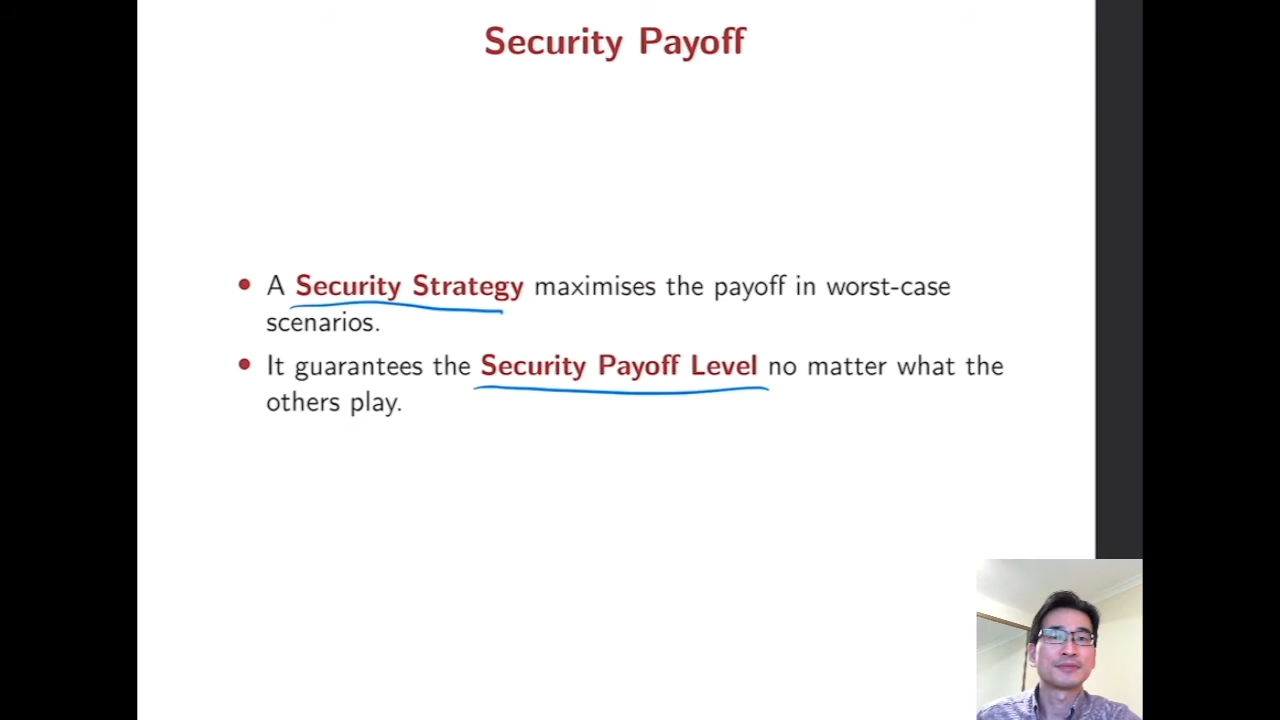 Security Payoff
• A Security Strategy maximises the payoff in worst-case
scenarios.
• It guarantees the Security Payoff Level no matter what the
others play.